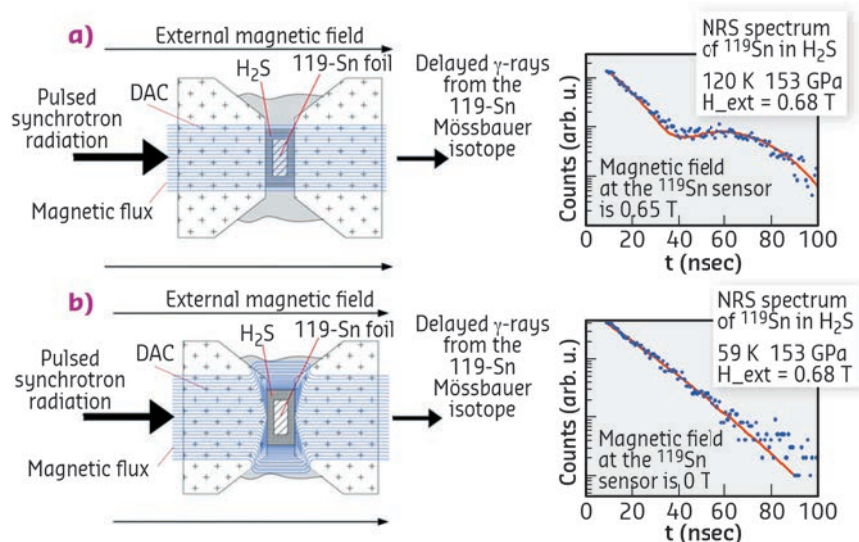 a)
External magnetic field
H2S
119-Sn foil
DAC
Pulsed
synchrotron
radiation
Magnetic flux
Delayed γ-rays
from the
119-Sn
Mössbauer
isotope
NRS spectrum
of ¹¹⁹Sn in H₂S
120 K 153 GPa
H_ext = 0.68 T
Counts (arb. u.)
Magnetic field
at the ¹¹⁹Sn sensor
is 0,65 T
0 20 40 60 80 100
t (nsec)
b)
External magnetic field
H2S
119-Sn foil
DAC
Pulsed
synchrotron
radiation
Magnetic flux
Delayed γ-rays
from the
119-Sn
Mössbauer
isotope
NRS spectrum
of ¹¹⁹Sn in H₂S
59 K 153 GPa
H_ext = 0.68 T
Counts (arb. u.)
Magnetic field
at the ¹¹⁹Sn
sensor is 0 T
0 20 40 60 80 100
t (nsec)